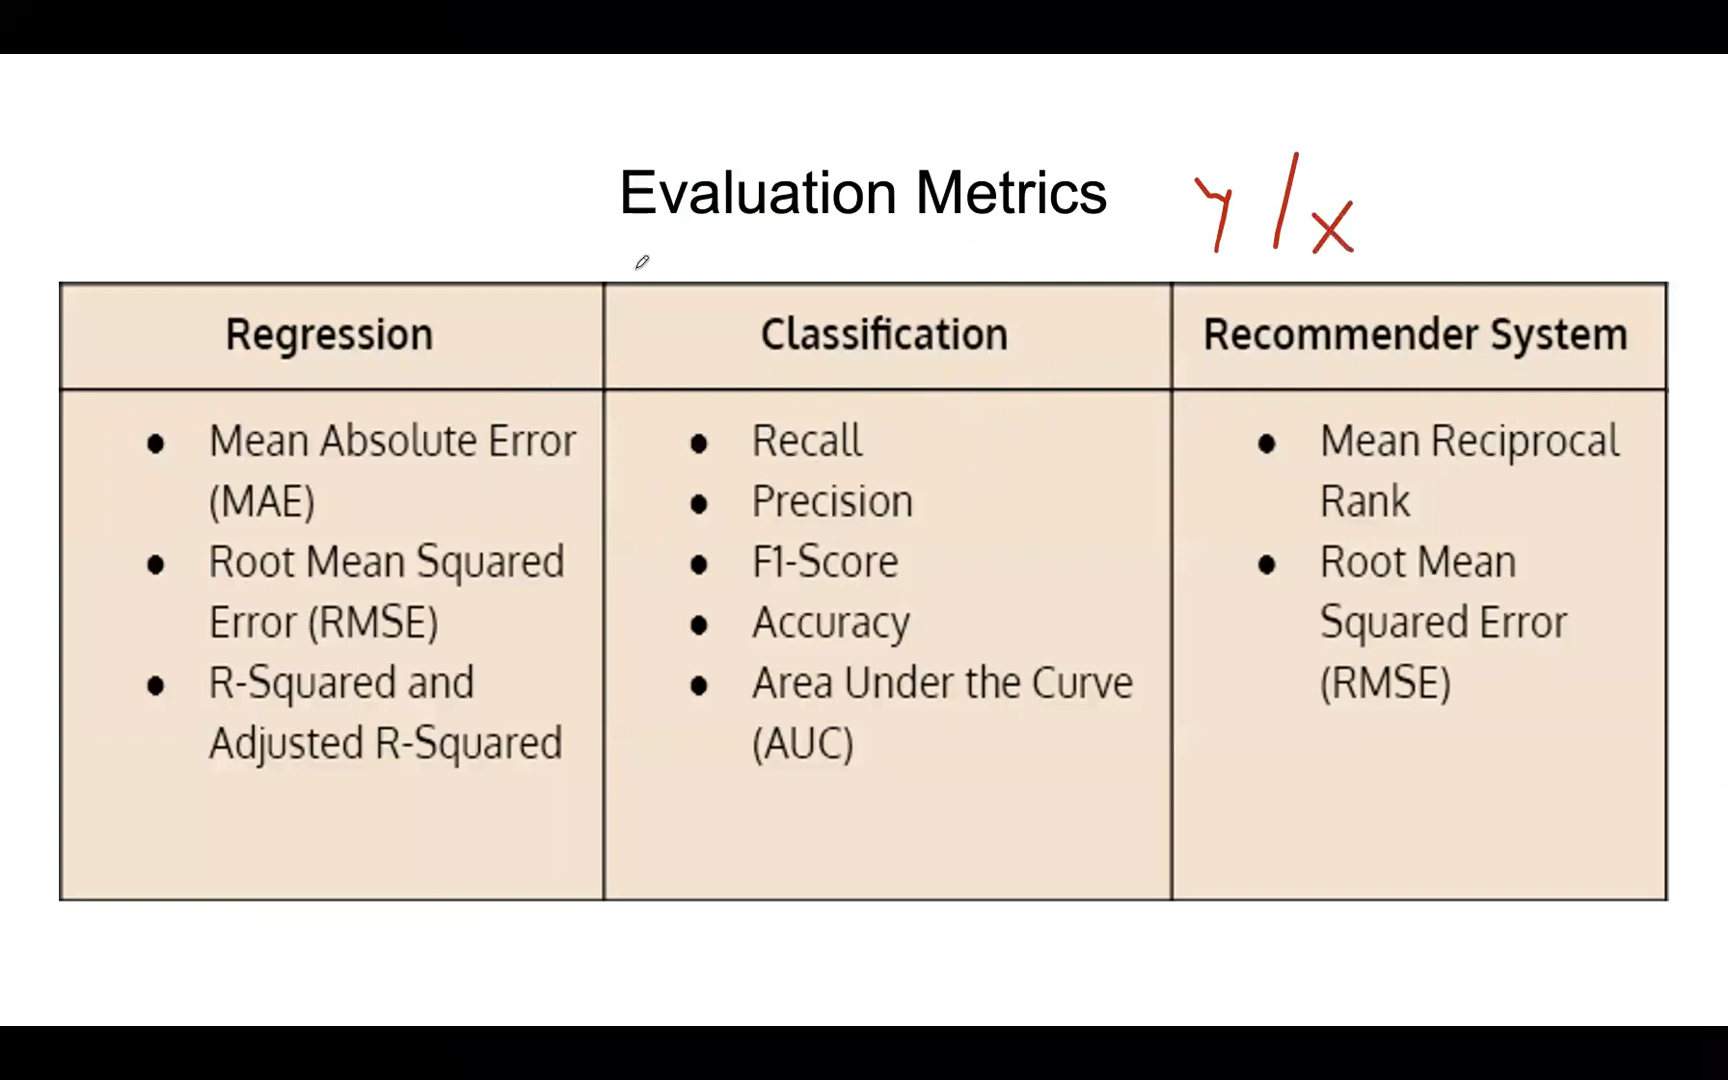 Evaluation Metrics
y/x
Regression
Classification
Recommender System
● Mean Absolute Error
(MAE)
● Root Mean Squared
Error (RMSE)
● R-Squared and
Adjusted R-Squared
● Recall
● Precision
● F1-Score
● Accuracy
● Area Under the Curve
(AUC)
● Mean Reciprocal
Rank
● Root Mean
Squared Error
(RMSE)